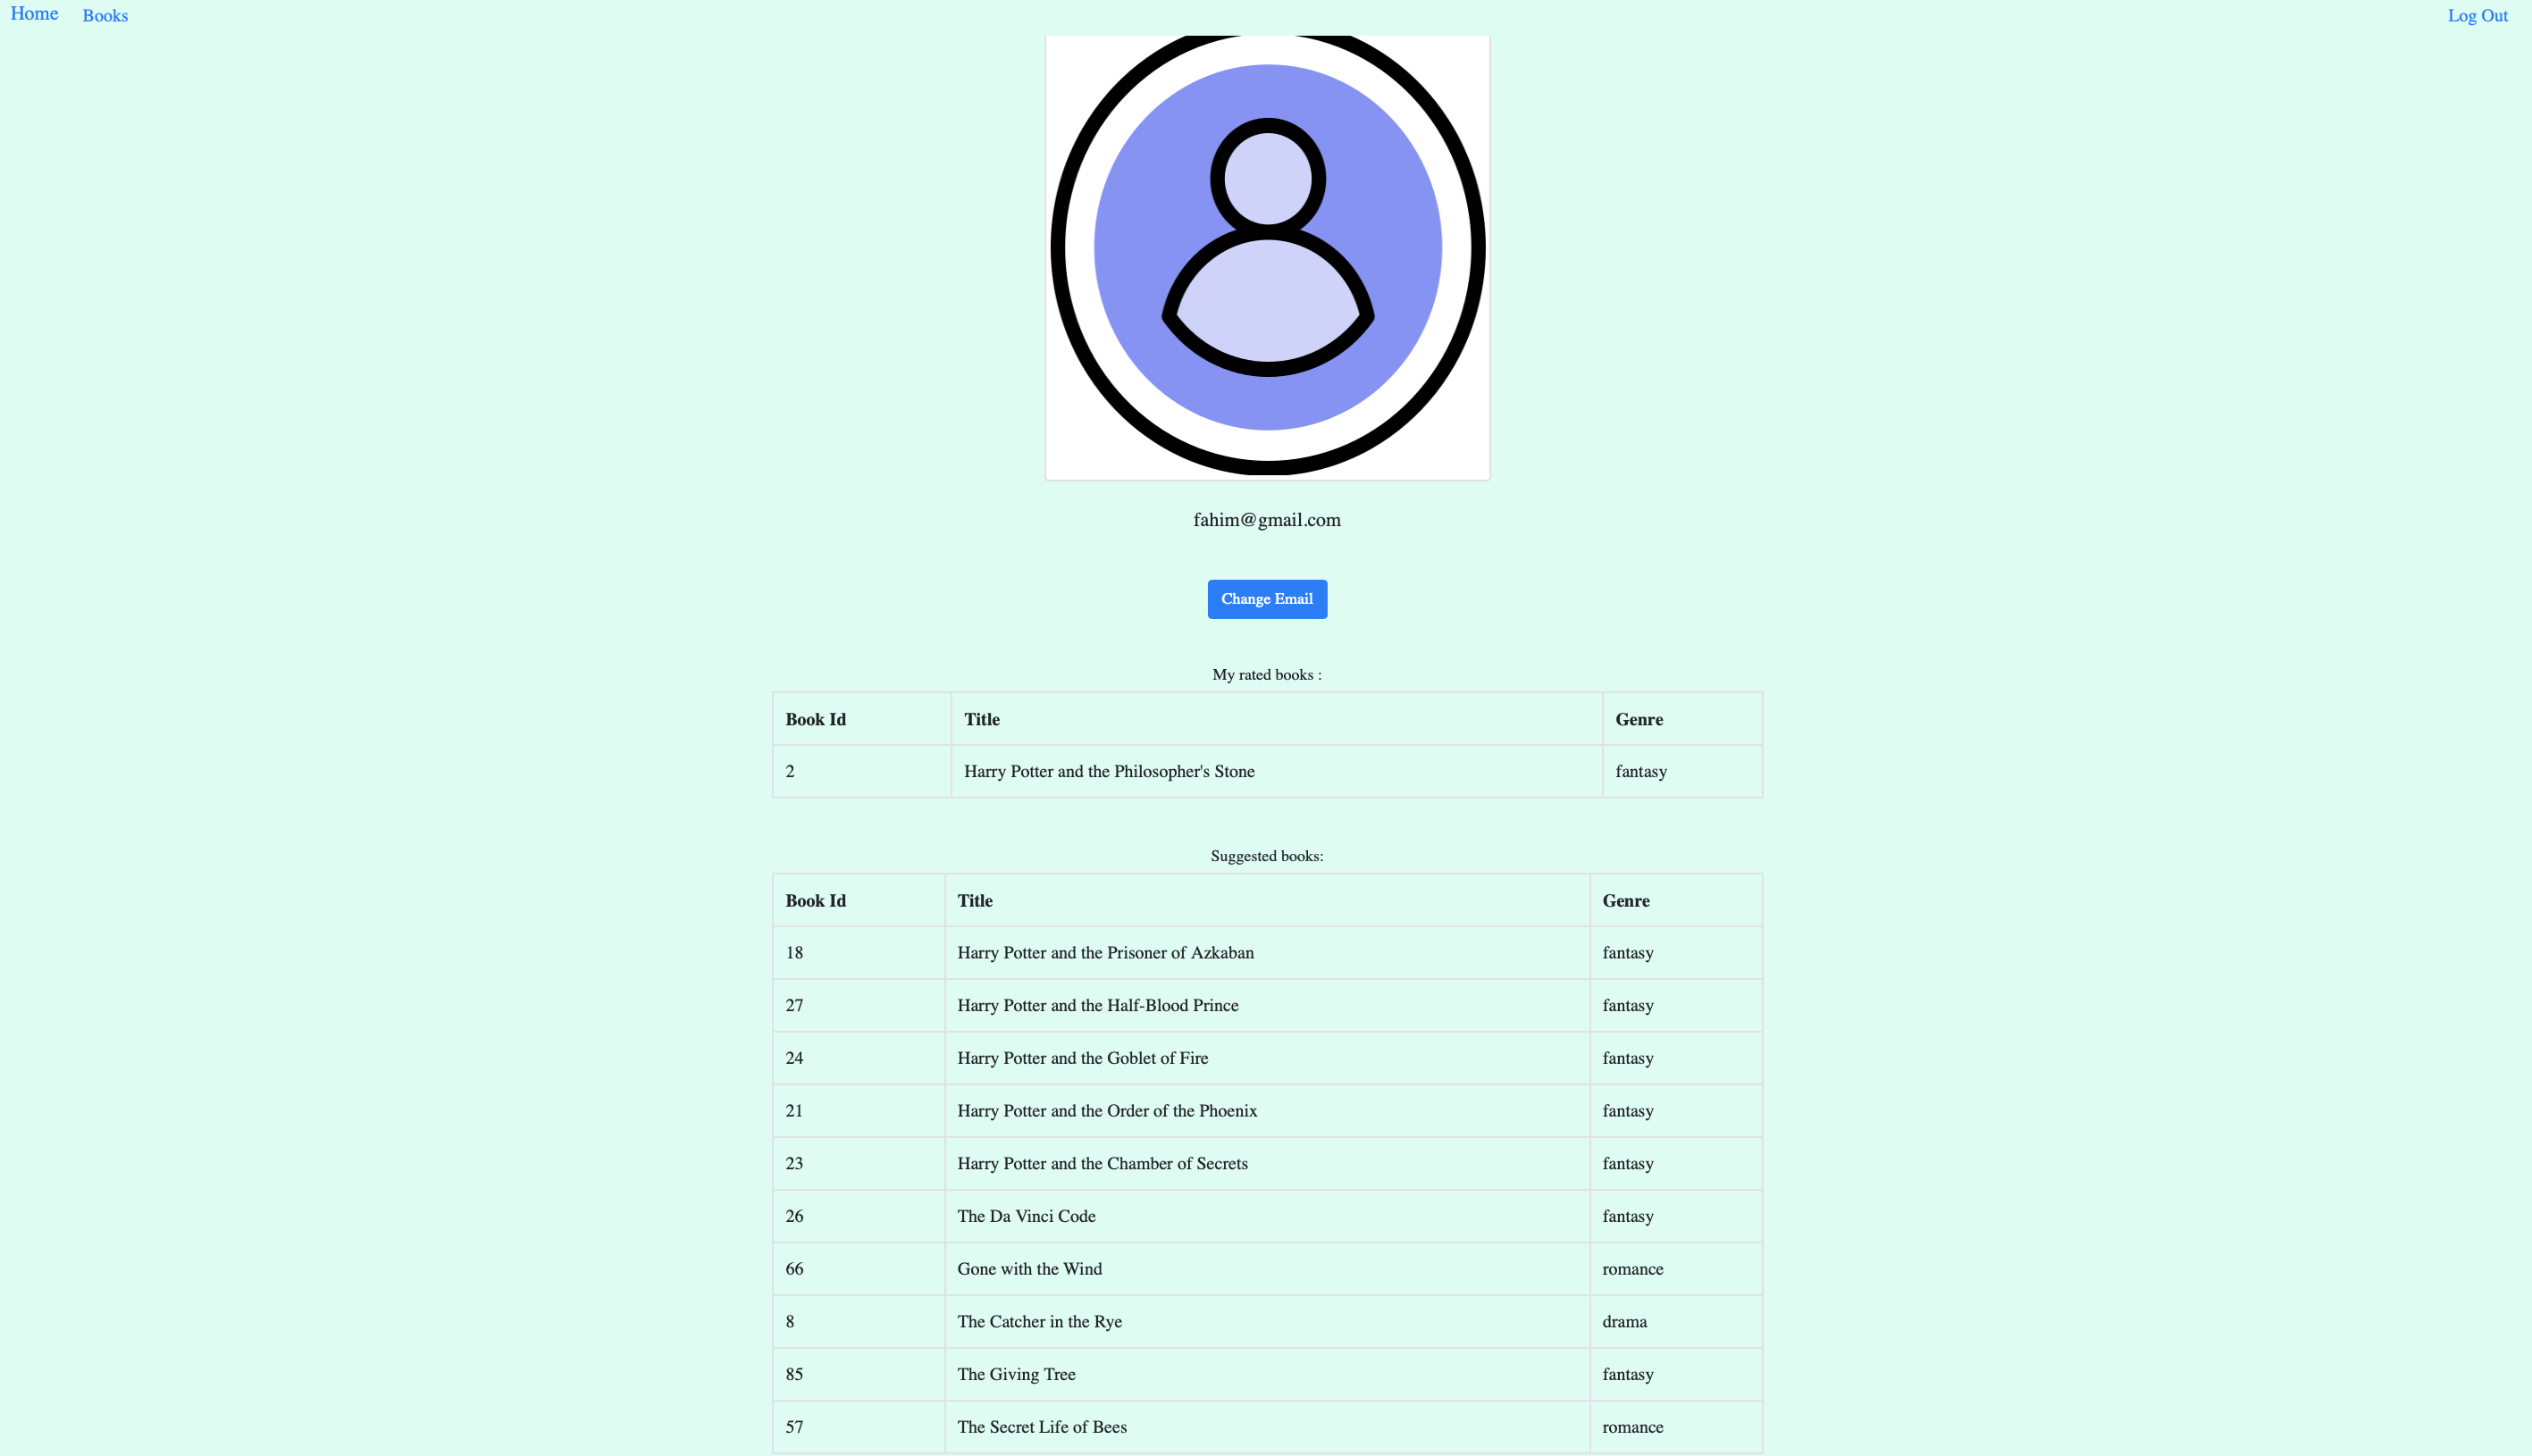 Home Books Log Out
fahim@gmail.com
Change Email
My rated books :
Book Id Title Genre
2 Harry Potter and the Philosopher's Stone fantasy
Suggested books:
Book Id Title Genre
18 Harry Potter and the Prisoner of Azkaban fantasy
27 Harry Potter and the Half-Blood Prince fantasy
24 Harry Potter and the Goblet of Fire fantasy
21 Harry Potter and the Order of the Phoenix fantasy
23 Harry Potter and the Chamber of Secrets fantasy
26 The Da Vinci Code fantasy
66 Gone with the Wind romance
8 The Catcher in the Rye drama
85 The Giving Tree fantasy
57 The Secret Life of Bees romance